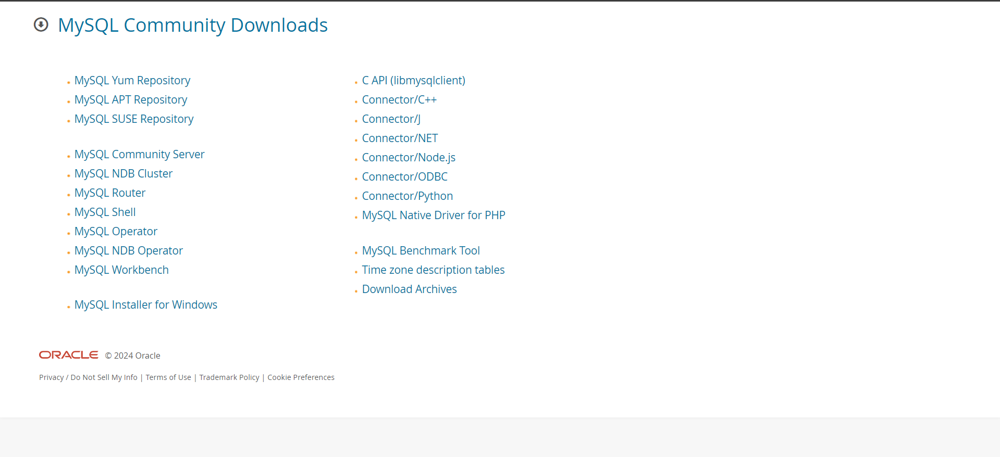 MySQL Community Downloads
MySQL Yum Repository
MySQL APT Repository
MySQL SUSE Repository
MySQL Community Server
MySQL NDB Cluster
MySQL Router
MySQL Shell
MySQL Operator
MySQL NDB Operator
MySQL Workbench
MySQL Installer for Windows
C API (libmysqlclient)
Connector/C++
Connector/J
Connector/NET
Connector/Node.js
Connector/ODBC
Connector/Python
MySQL Native Driver for PHP
MySQL Benchmark Tool
Time zone description tables
Download Archives
ORACLE © 2024 Oracle
Privacy / Do Not Sell My Info | Terms of Use | Trademark Policy | Cookie Preferences